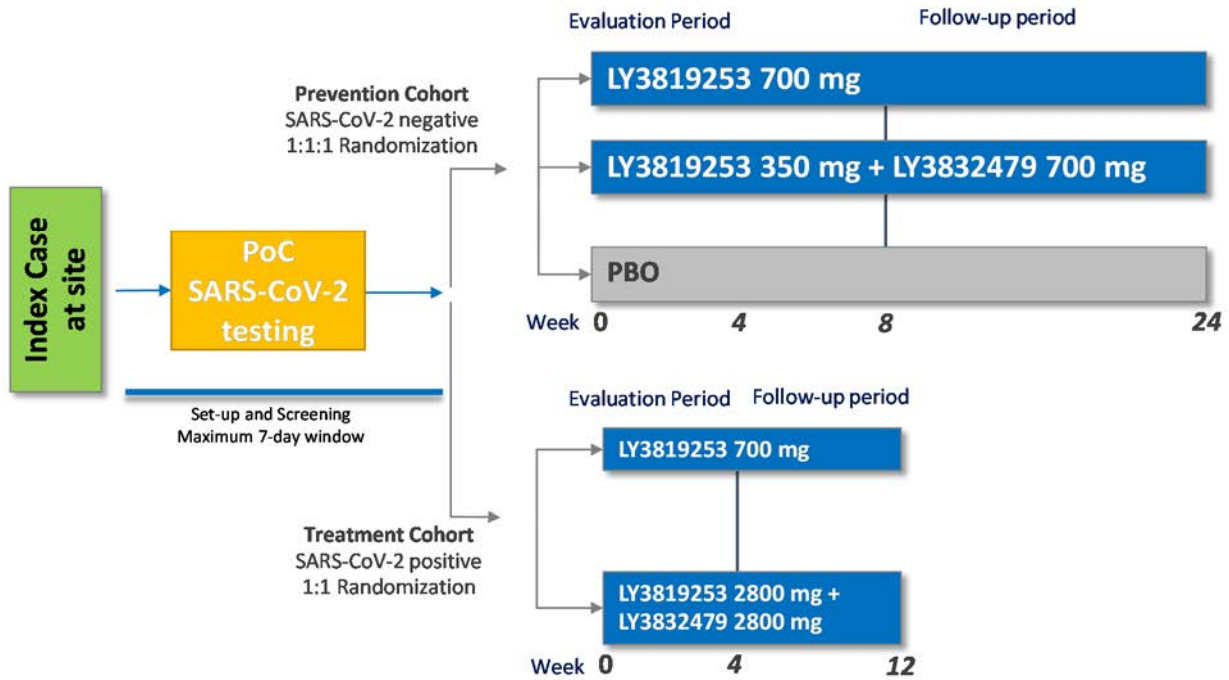 Index Case
at site
PoC
SARS-CoV-2
testing
Set-up and Screening
Maximum 7-day window
Prevention Cohort
SARS-CoV-2 negative
1:1:1 Randomization
Evaluation Period
Follow-up period
LY3819253 700 mg
LY3819253 350 mg + LY3832479 700 mg
PBO
Week 0 4 8 24
Treatment Cohort
SARS-CoV-2 positive
1:1 Randomization
Evaluation Period
Follow-up period
LY3819253 700 mg
LY3819253 2800 mg +
LY3832479 2800 mg
Week 0 4 12